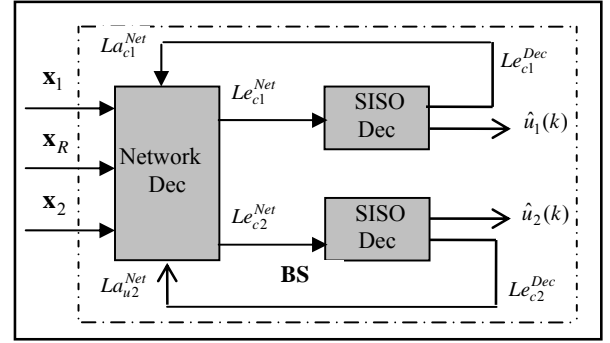 La_{c1}^{Net}
Le_{c1}^{Dec}
x_1
Le_{c1}^{Net}
SISO
Dec
û_1(k)
x_R
Network
Dec
x_2
Le_{c2}^{Net}
SISO
Dec
û_2(k)
BS
La_{u2}^{Net}
Le_{c2}^{Dec}